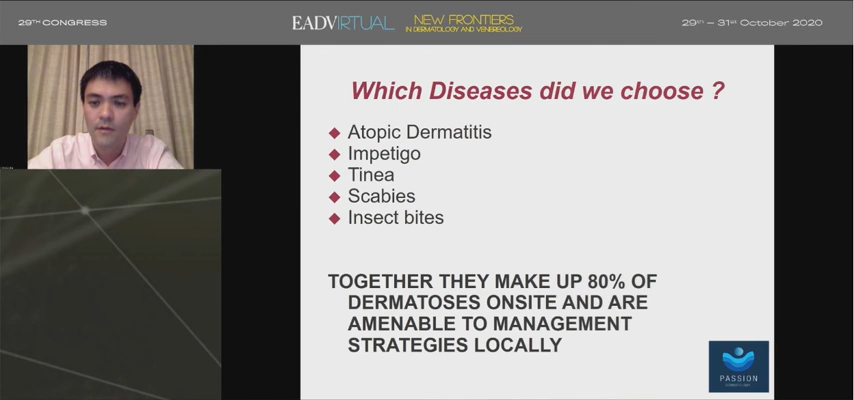 29TH CONGRESS
EADVIRTUAL
NEW FRONTIERS
IN DERMATOLOGY AND VENEREOLOGY
29TH – 31ST October 2020
Which Diseases did we choose ?
Atopic Dermatitis
Impetigo
Tinea
Scabies
Insect bites
TOGETHER THEY MAKE UP 80% OF
DERMATOSES ONSITE AND ARE
AMENABLE TO MANAGEMENT
STRATEGIES LOCALLY
PASSION